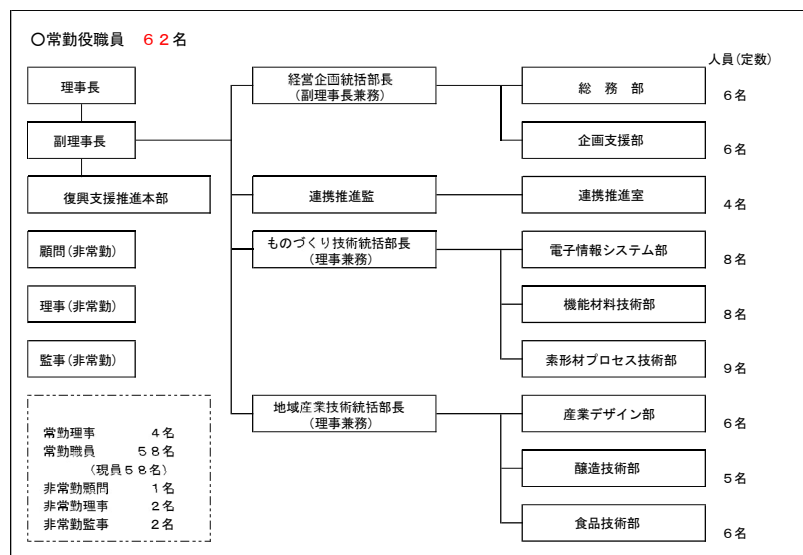 〇常勤役職員 ６２名
人員(定数)
理事長
経営企画統括部長
(副理事長兼務)
総 務 部
６名
副理事長
企画支援部
６名
復興支援推進本部
連携推進監
連携推進室
４名
顧問(非常勤)
ものづくり技術統括部長
(理事兼務)
電子情報システム部
８名
理事(非常勤)
機能材料技術部
８名
監事(非常勤)
素形材プロセス技術部
９名
地域産業技術統括部長
(理事兼務)
産業デザイン部
６名
醸造技術部
５名
食品技術部
６名
常勤理事 ４名
常勤職員 ５８名
(現員５８名)
非常勤顧問 １名
非常勤理事 ２名
非常勤監事 ２名